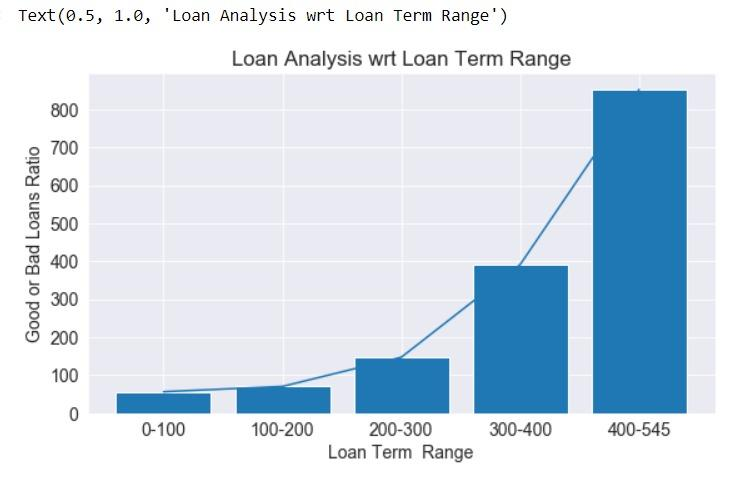 Text(0.5, 1.0, 'Loan Analysis wrt Loan Term Range')
Loan Analysis wrt Loan Term Range
Good or Bad Loans Ratio
800
700
600
500
400
300
200
100
0
0-100 100-200 200-300 300-400 400-545
Loan Term  Range